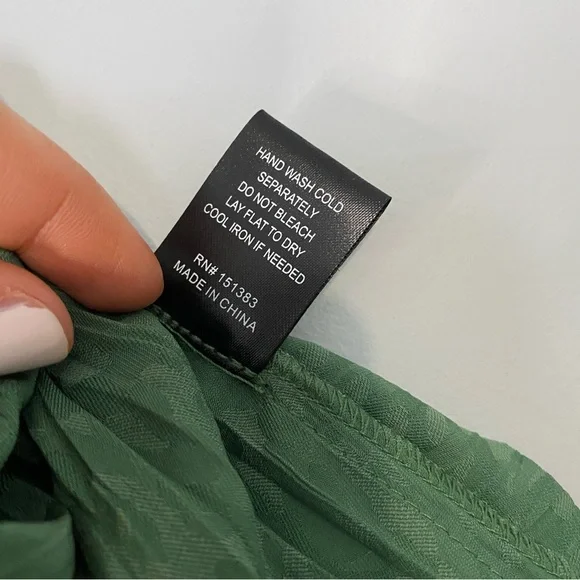 HAND WASH COLD
SEPARATELY
DO NOT BLEACH
LAY FLAT TO DRY
COOL IRON IF NEEDED
RN# 151383
MADE IN CHINA